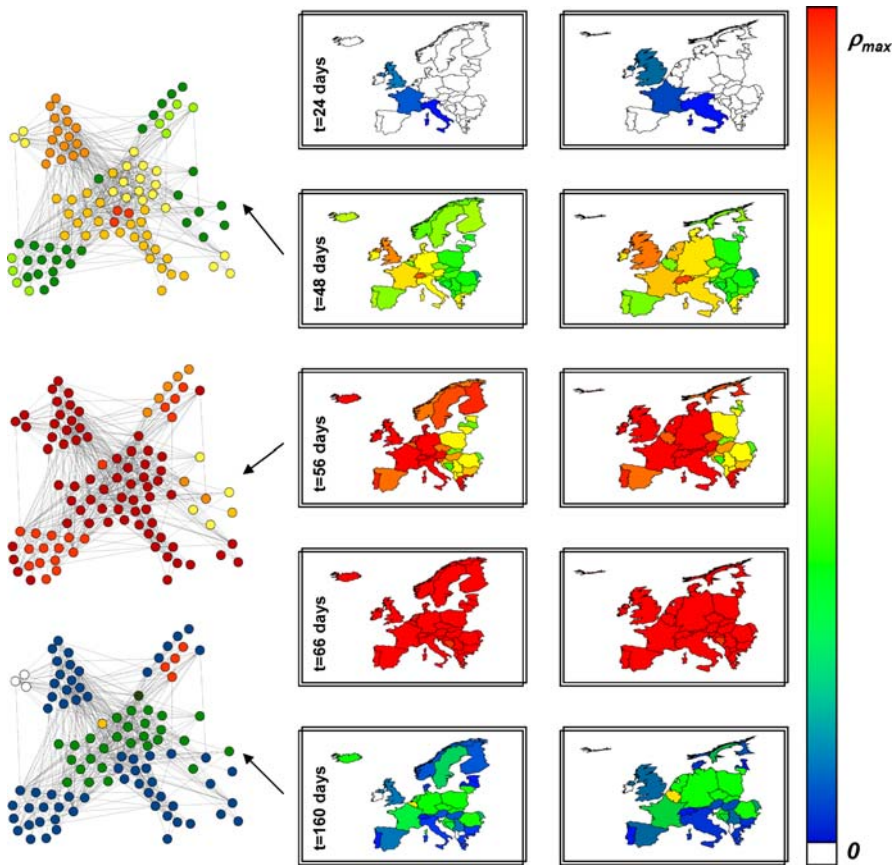 ρmax
t=24 days
t=48 days
t=56 days
t=66 days
t=160 days
0